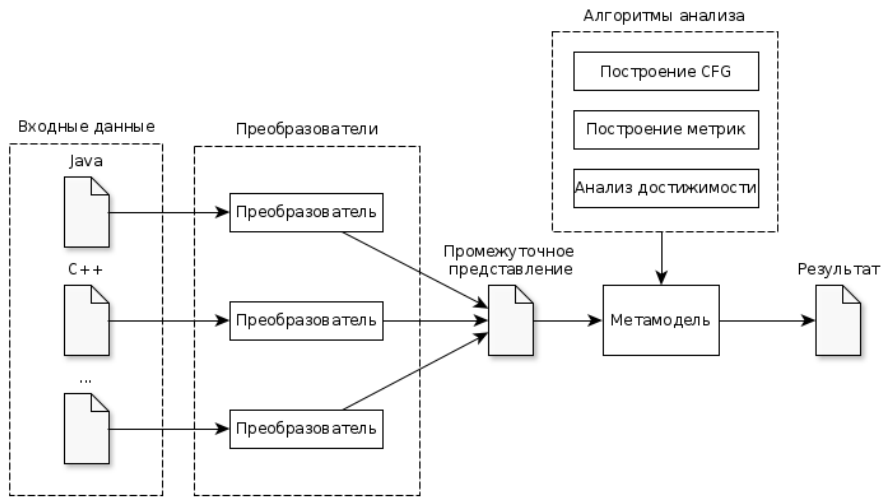 Алгоритмы анализа
Построение CFG
Построение метрик
Анализ достижимости
Входные данные
Java
C++
...
Преобразователи
Преобразователь
Преобразователь
Преобразователь
Промежуточное
представление
Метамодель
Результат